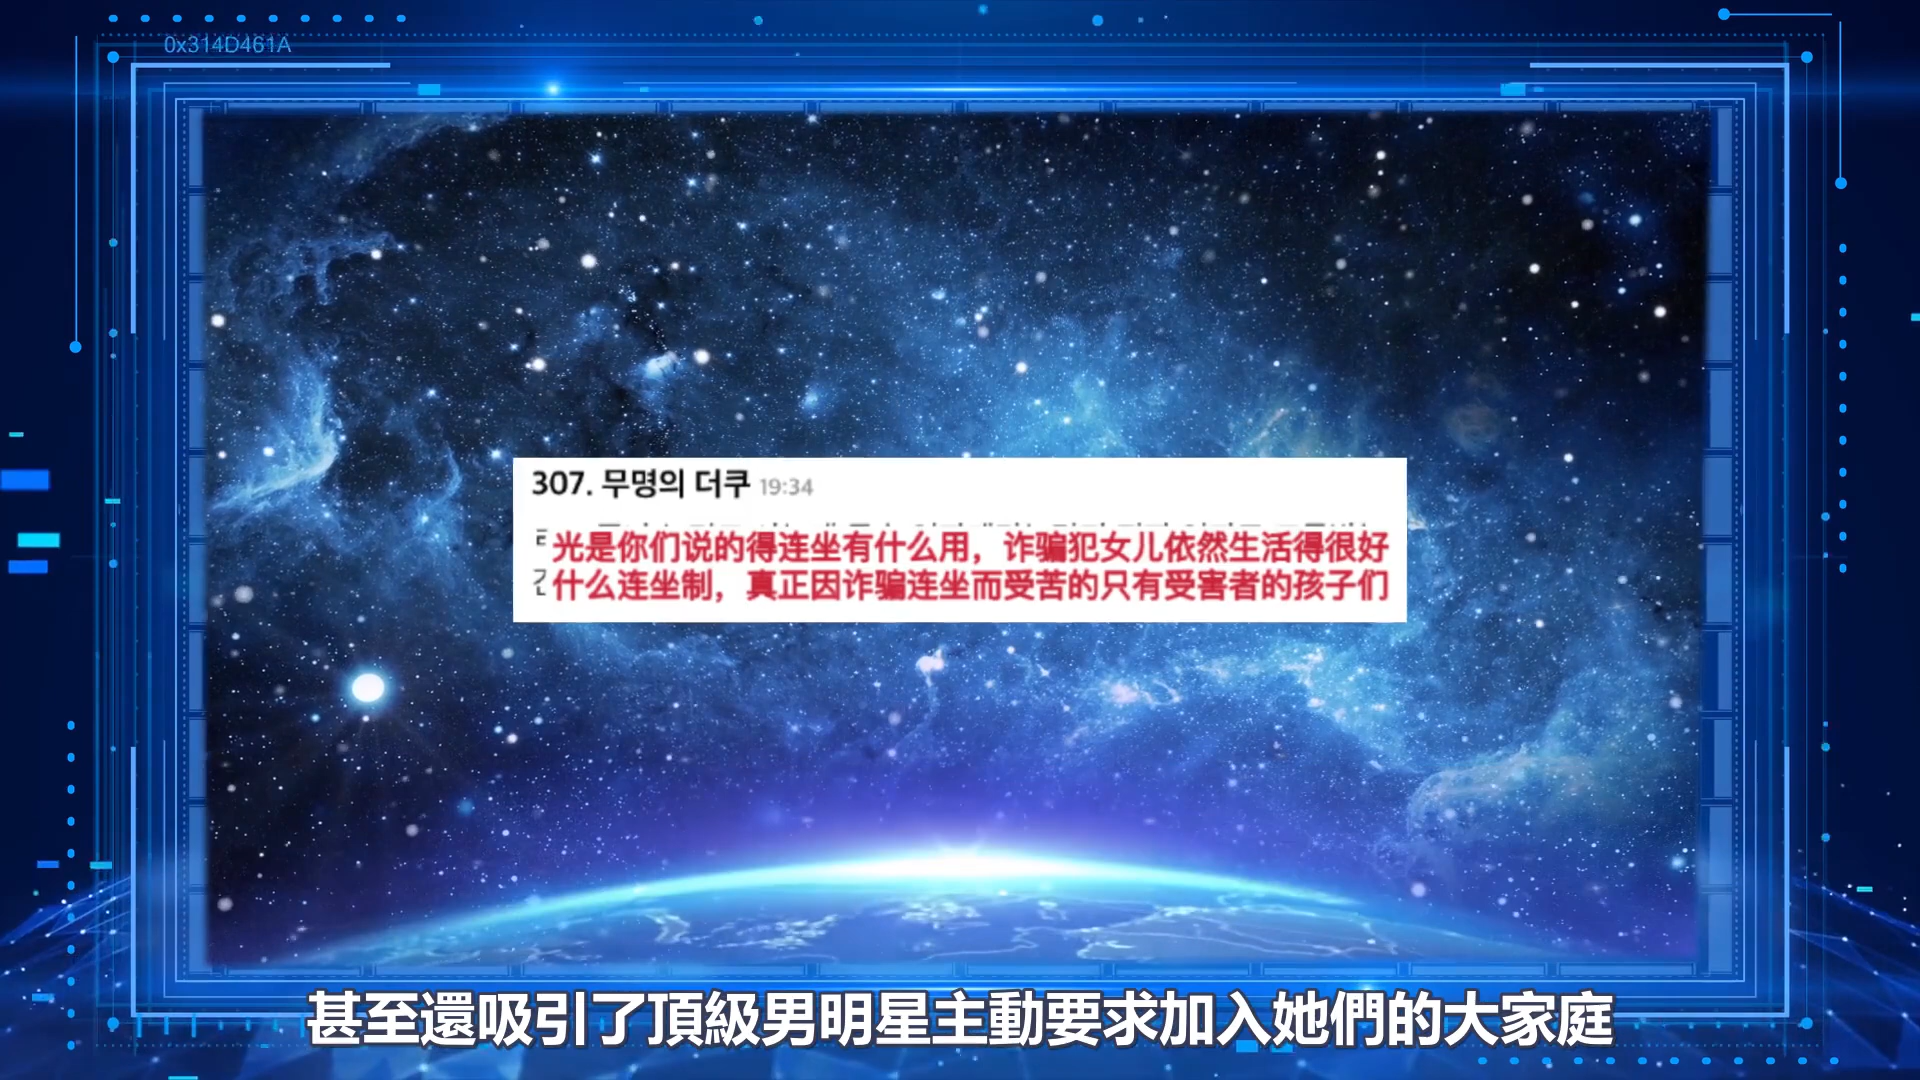 0x314D461A
307. 무명의 더쿠 19:34
光是你们说的得连坐有什么用，诈骗犯女儿依然生活得很好
什么连坐制，真正因诈骗连坐而受苦的只有受害者的孩子们
甚至還吸引了頂級男明星主動要求加入她們的大家庭